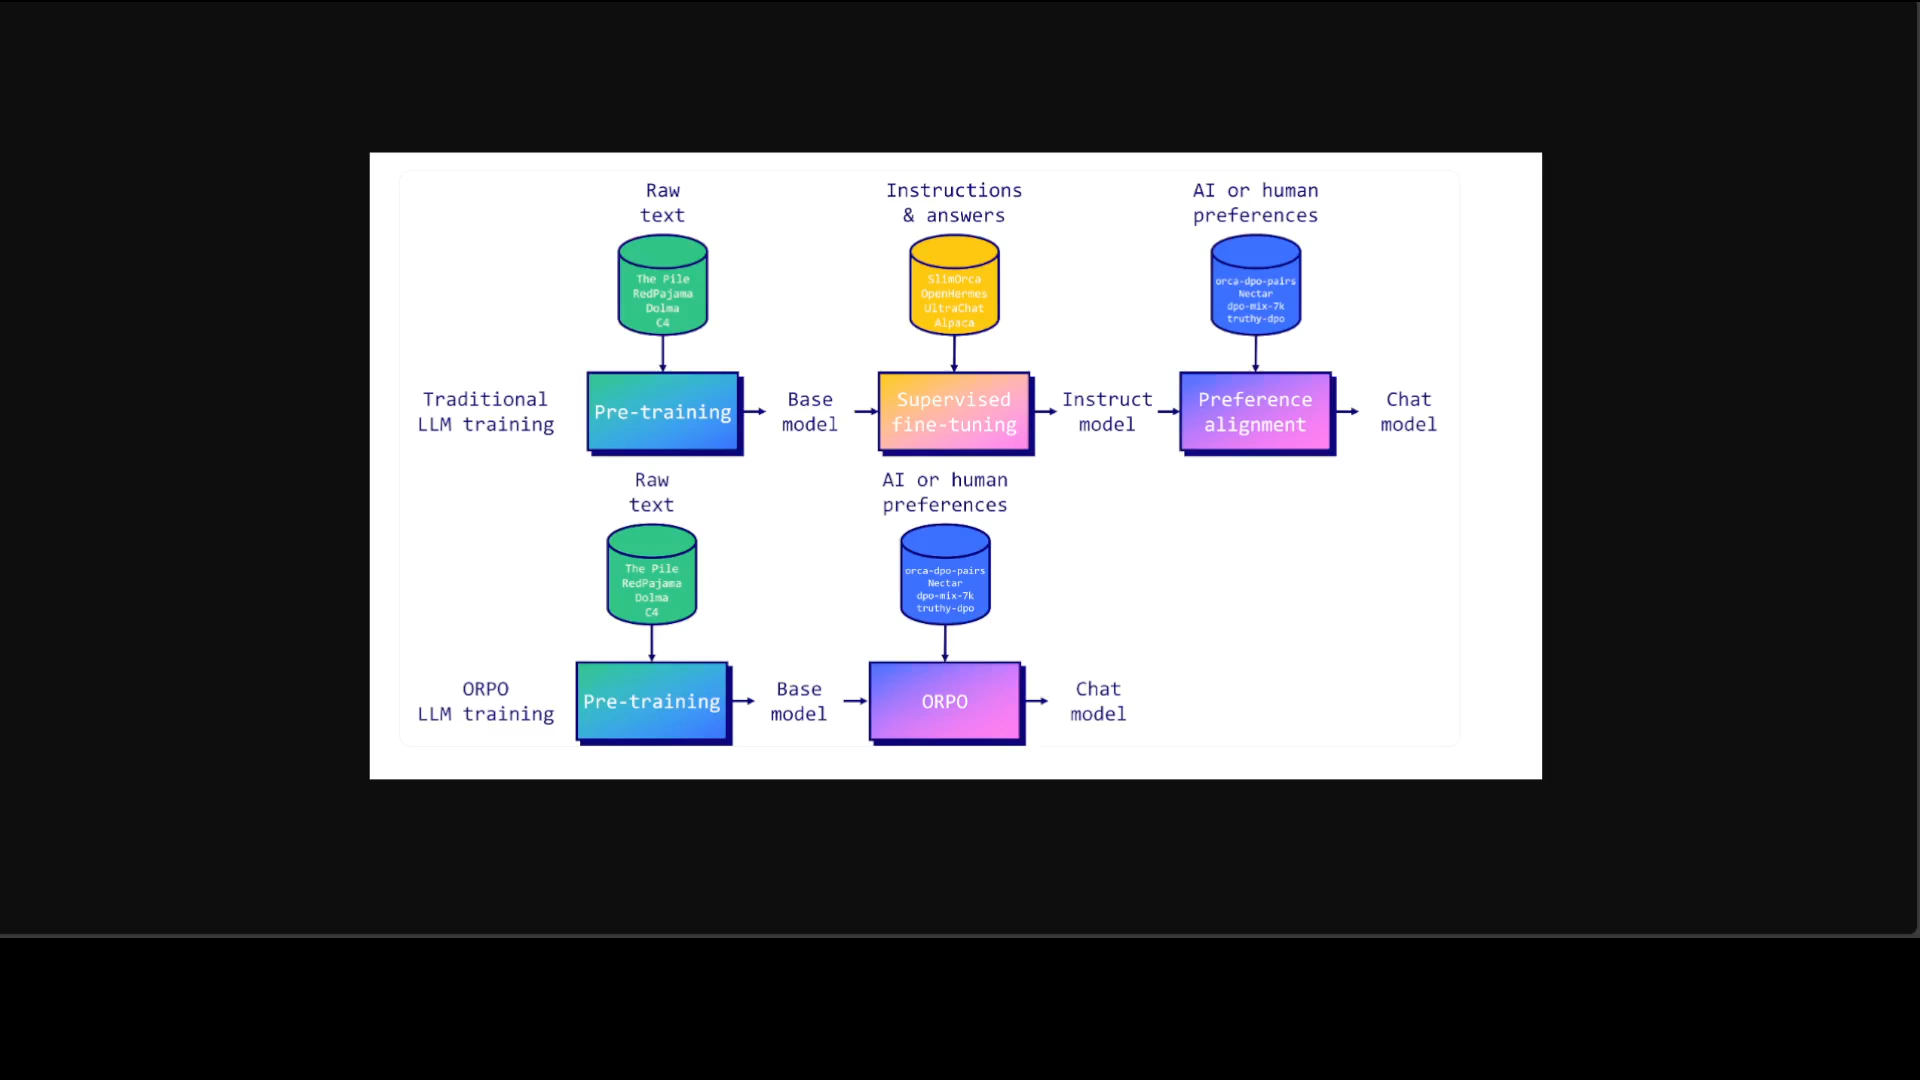 Raw
text
Instructions
& answers
AI or human
preferences
The Pile
RedPajama
Dolma
C4
SlimOrca
OpenHermes
UltraChat
Alpaca
orca-dpo-pairs
Nectar
dpo-mix-7k
truthy-dpo
Traditional
LLM training
Pre-training
Base
model
Supervised
fine-tuning
Instruct
model
Preference
alignment
Chat
model
Raw
text
AI or human
preferences
The Pile
RedPajama
Dolma
C4
orca-dpo-pairs
Nectar
dpo-mix-7k
truthy-dpo
ORPO
LLM training
Pre-training
Base
model
ORPO
Chat
model